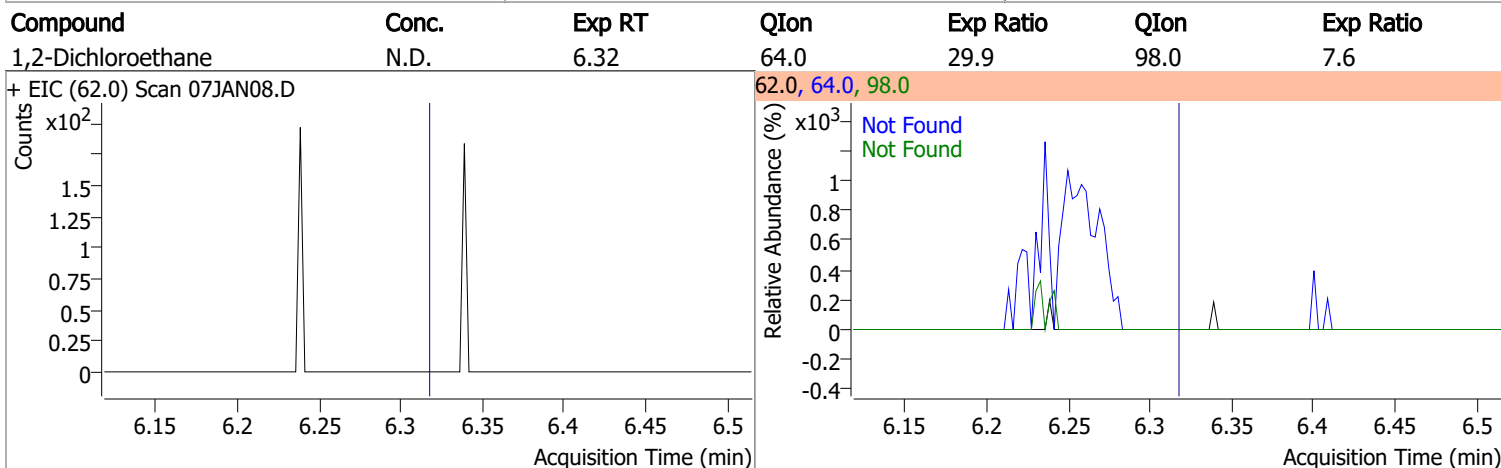 Compound Conc. Exp RT QIon Exp Ratio QIon Exp Ratio
1,2-Dichloroethane N.D. 6.32 64.0 29.9 98.0 7.6
+ EIC (62.0) Scan 07JAN08.D
62.0, 64.0, 98.0
Counts
x10²
1.5
1.25
1
0.75
0.5
0.25
0
6.15 6.2 6.25 6.3 6.35 6.4 6.45 6.5
Acquisition Time (min)
Relative Abundance (%)
x10³
Not Found
Not Found
1
0.8
0.6
0.4
0.2
0
-0.2
-0.4
6.15 6.2 6.25 6.3 6.35 6.4 6.45 6.5
Acquisition Time (min)